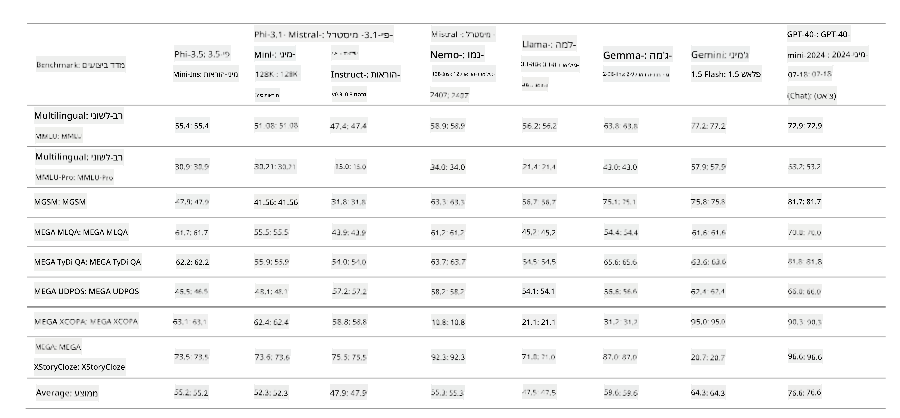 Benchmark: מדד ביצועים:
Phi-3.5: 3.5-פי
Mini-Ins: מיני-הוראות
Phi-3.1- Mistral-: מיסטרל -3.1-פי-
Mini-: מיני-
128K : 128K
Instruct-: הוראות-
Mistral -: מיסטרל-
Nemo-: נמו-
2407: 2407
Llama-: למה-
Gemma-: ג'מה-
Gemini: ג'מיני
1.5 Flash: 1.5 פלאש
GPT-4O-: GPT-4O-
mini-2024-: 2024-מיני
07-18: 07-18
(Chat): (צ'אט)
Multilingual: רב-לשוני
MMLU: MMLU
55.4: 55.4 51.08: 51.08 47.4: 47.4 58.9: 58.9 56.2: 56.2 63.8: 63.8 77.2: 77.2 72.9: 72.9
Multilingual: רב-לשוני
MMLU-Pro: MMLU-Pro
30.9: 30.9 30.21: 30.21 15.0: 15.0 34.0: 34.0 21.4: 21.4 43.0: 43.0 57.9: 57.9 53.2: 53.2
MGSM: MGSM 47.9: 47.9 41.56: 41.56 31.8: 31.8 63.3: 63.3 56.7: 56.7 75.1: 75.1 75.8: 75.8 81.7: 81.7
MEGA MLQA: MEGA MLQA 61.7: 61.7 55.5: 55.5 43.9: 43.9 61.2: 61.2 45.2: 45.2 54.4: 54.4 61.6: 61.6 70.0: 70.0
MEGA TyDi QA: MEGA TyDi QA 62.2: 62.2 55.9: 55.9 54.0: 54.0 63.7: 63.7 54.5: 54.5 65.6: 65.6 63.6: 63.6 81.8: 81.8
MEGA UDPOS: MEGA UDPOS 46.5: 46.5 48.1: 48.1 57.2: 57.2 58.2: 58.2 54.1: 54.1 56.6: 56.6 62.4: 62.4 66.0: 66.0
MEGA XCOPA: MEGA XCOPA 63.1: 63.1 62.4: 62.4 58.8: 58.8 10.8: 10.8 21.1: 21.1 31.2: 31.2 95.0: 95.0 90.3: 90.3
MEGA: MEGA
XStoryCloze: XStoryCloze
73.5: 73.5 73.6: 73.6 75.5: 75.5 92.3: 92.3 71.0: 71.0 87.0: 87.0 20.7: 20.7 96.6: 96.6
Average: ממוצע 55.2: 55.2 52.3: 52.3 47.9: 47.9 55.3: 55.3 47.5: 47.5 59.6: 59.6 64.3: 64.3 76.6: 76.6